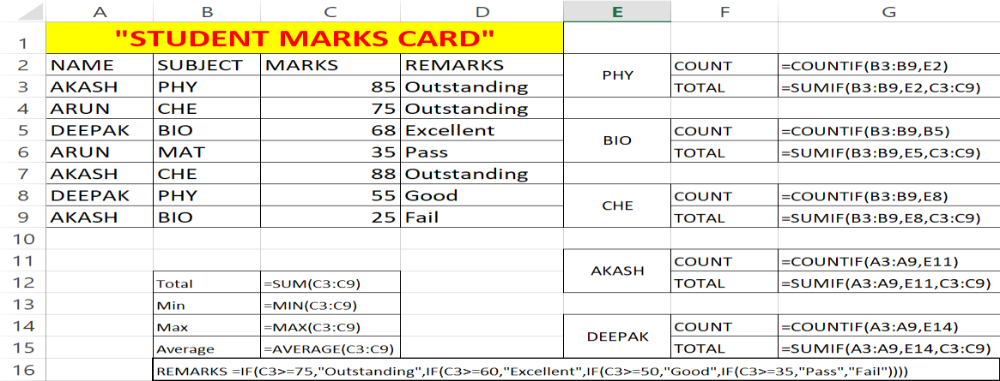 A B C D E F G
1 "STUDENT MARKS CARD"
2 NAME SUBJECT MARKS REMARKS PHY COUNT =COUNTIF(B3:B9,E2)
3 AKASH PHY 85 Outstanding TOTAL =SUMIF(B3:B9,E2,C3:C9)
4 ARUN CHE 75 Outstanding
5 DEEPAK BIO 68 Excellent BIO COUNT =COUNTIF(B3:B9,B5)
6 ARUN MAT 35 Pass TOTAL =SUMIF(B3:B9,E5,C3:C9)
7 AKASH CHE 88 Outstanding
8 DEEPAK PHY 55 Good CHE COUNT =COUNTIF(B3:B9,E8)
9 AKASH BIO 25 Fail TOTAL =SUMIF(B3:B9,E8,C3:C9)
10
11 AKASH COUNT =COUNTIF(A3:A9,E11)
12 Total =SUM(C3:C9) TOTAL =SUMIF(A3:A9,E11,C3:C9)
13 Min =MIN(C3:C9)
14 Max =MAX(C3:C9) DEEPAK COUNT =COUNTIF(A3:A9,E14)
15 Average =AVERAGE(C3:C9) TOTAL =SUMIF(A3:A9,E14,C3:C9)
16 REMARKS =IF(C3>=75,"Outstanding",IF(C3>=60,"Excellent",IF(C3>=50,"Good",IF(C3>=35,"Pass","Fail"))))